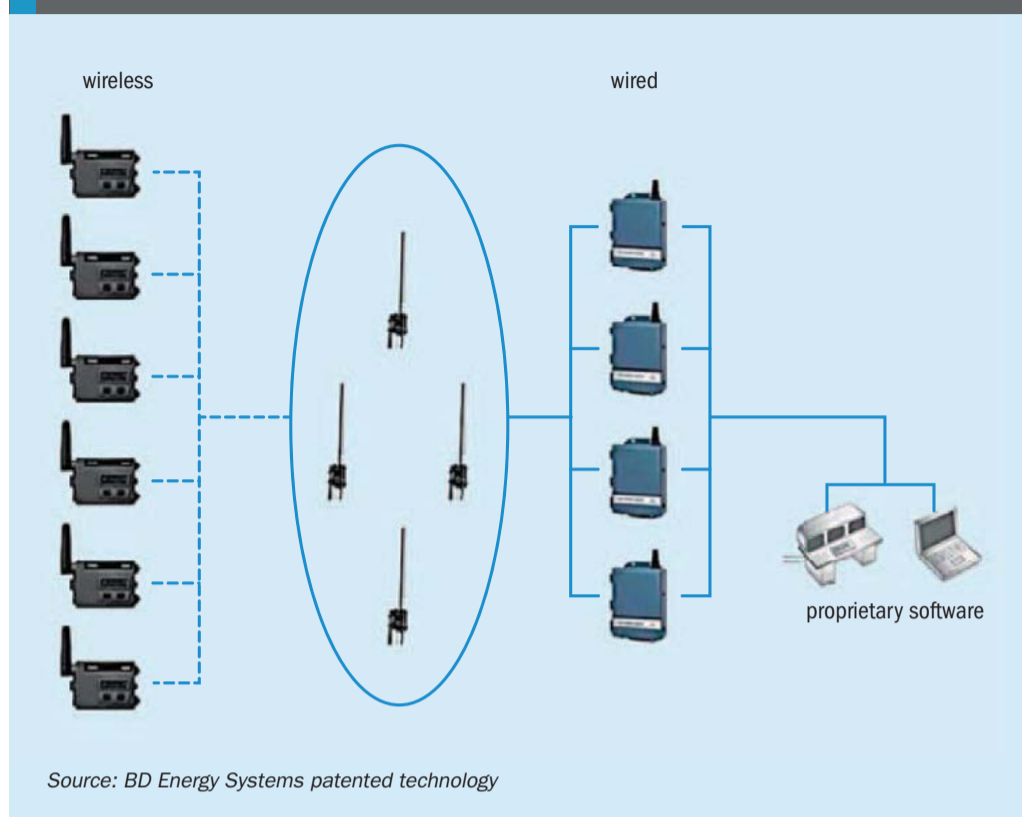 wireless
wired
proprietary software
Source: BD Energy Systems patented technology